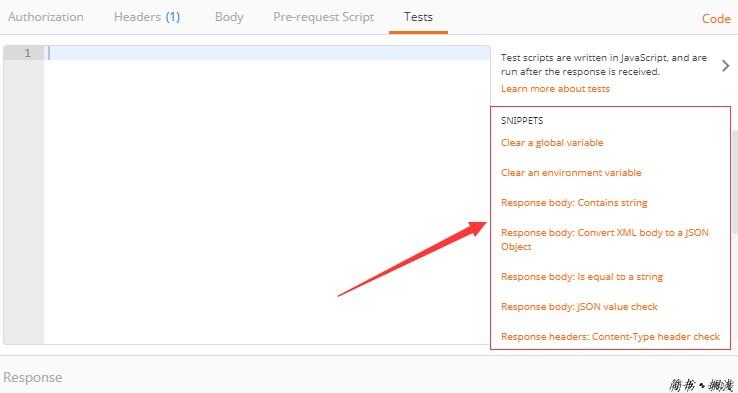 Authorization Headers (1) Body Pre-request Script Tests Code
1
Test scripts are written in JavaScript, and are
run after the response is received.
Learn more about tests
SNIPPETS
Clear a global variable
Clear an environment variable
Response body: Contains string
Response body: Convert XML body to a JSON
Object
Response body: Is equal to a string
Response body: JSON value check
Response headers: Content-Type header check
Response
简书·搁浅